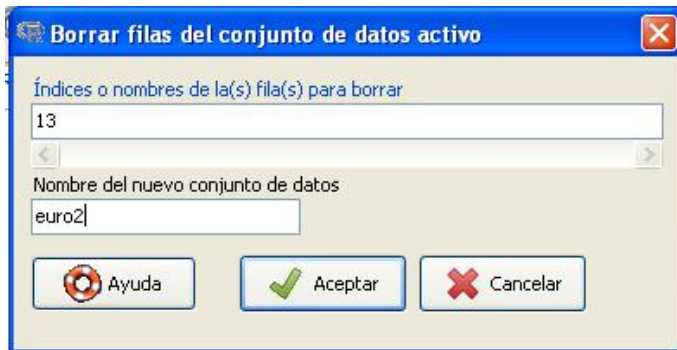 Borrar filas del conjunto de datos activo
Índices o nombres de la(s) fila(s) para borrar
13
Nombre del nuevo conjunto de datos
euro2
Ayuda
Aceptar
Cancelar